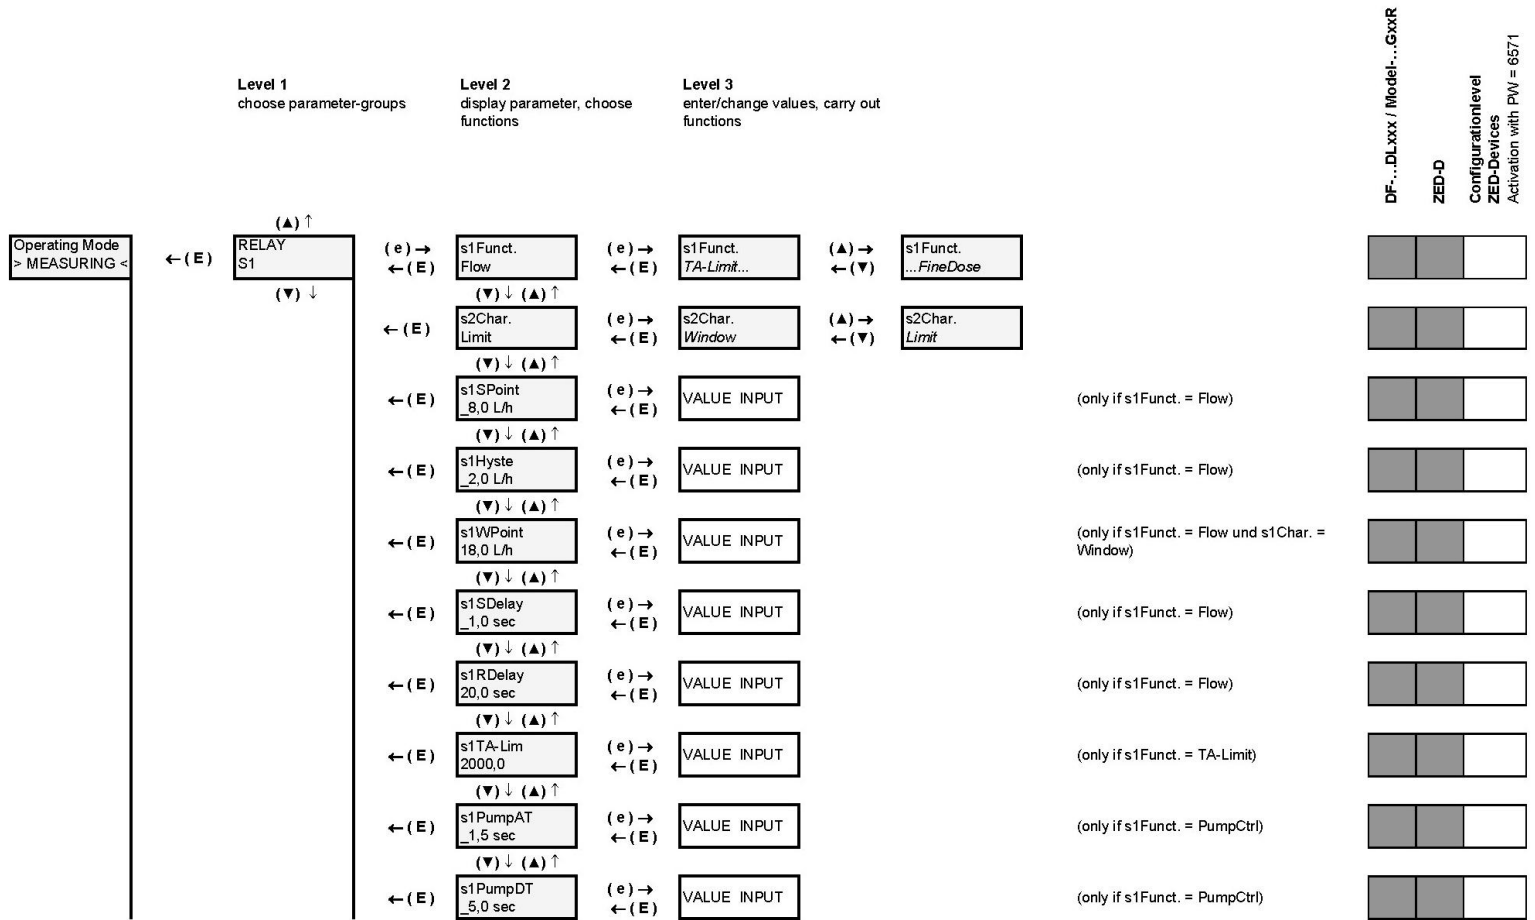 DF-...DLxxx / Model-...GxxR
ZED-D
Configurationlevel
ZED-Devices
Activation with PW = 6571
Level 1
choose parameter-groups
Level 2
display parameter, choose
functions
Level 3
enter/change values, carry out
functions
(▲) ↑
Operating Mode
> MEASURING <
← (E)
RELAY
S1
(e) →
← (E)
s1Funct.
Flow
(e) →
← (E)
s1Funct.
TA-Limit...
(▲) →
← (▼)
s1Funct.
...FineDose
(▼) ↓
(▼) ↓ (▲) ↑
← (E)
s2Char.
Limit
(e) →
← (E)
s2Char.
Window
(▲) →
← (▼)
s2Char.
Limit
(▼) ↓ (▲) ↑
← (E)
s1SPoint
_8,0 L/h
(e) →
← (E)
VALUE INPUT
(only if s1Funct. = Flow)
(▼) ↓ (▲) ↑
← (E)
s1Hyste
_2,0 L/h
(e) →
← (E)
VALUE INPUT
(only if s1Funct. = Flow)
(▼) ↓ (▲) ↑
← (E)
s1WPoint
18,0 L/h
(e) →
← (E)
VALUE INPUT
(only if s1Funct. = Flow und s1Char. =
Window)
(▼) ↓ (▲) ↑
← (E)
s1SDelay
_1,0 sec
(e) →
← (E)
VALUE INPUT
(only if s1Funct. = Flow)
(▼) ↓ (▲) ↑
← (E)
s1RDelay
20,0 sec
(e) →
← (E)
VALUE INPUT
(only if s1Funct. = Flow)
(▼) ↓ (▲) ↑
← (E)
s1TA-Lim
2000,0
(e) →
← (E)
VALUE INPUT
(only if s1Funct. = TA-Limit)
(▼) ↓ (▲) ↑
← (E)
s1PumpAT
_1,5 sec
(e) →
← (E)
VALUE INPUT
(only if s1Funct. = PumpCtrl)
(▼) ↓ (▲) ↑
← (E)
s1PumpDT
_5,0 sec
(e) →
← (E)
VALUE INPUT
(only if s1Funct. = PumpCtrl)